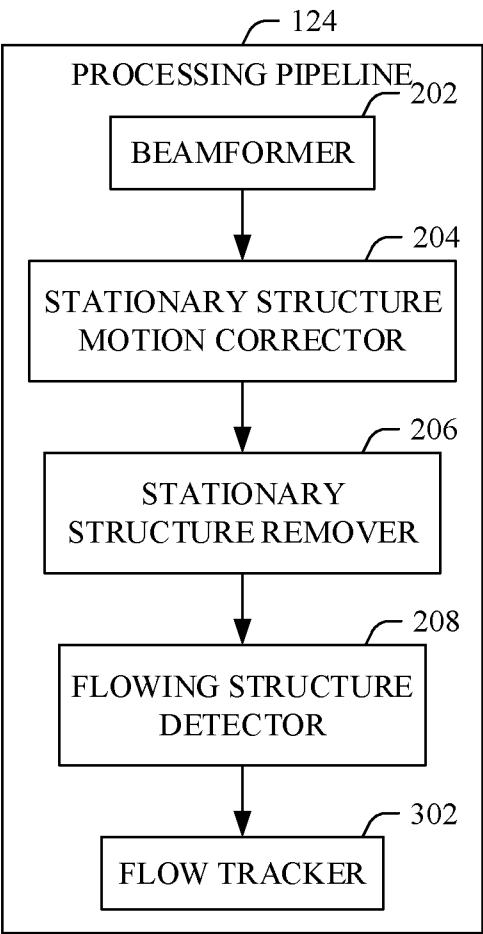 124
PROCESSING PIPELINE
202
BEAMFORMER
204
STATIONARY STRUCTURE
MOTION CORRECTOR
206
STATIONARY
STRUCTURE REMOVER
208
FLOWING STRUCTURE
DETECTOR
302
FLOW TRACKER